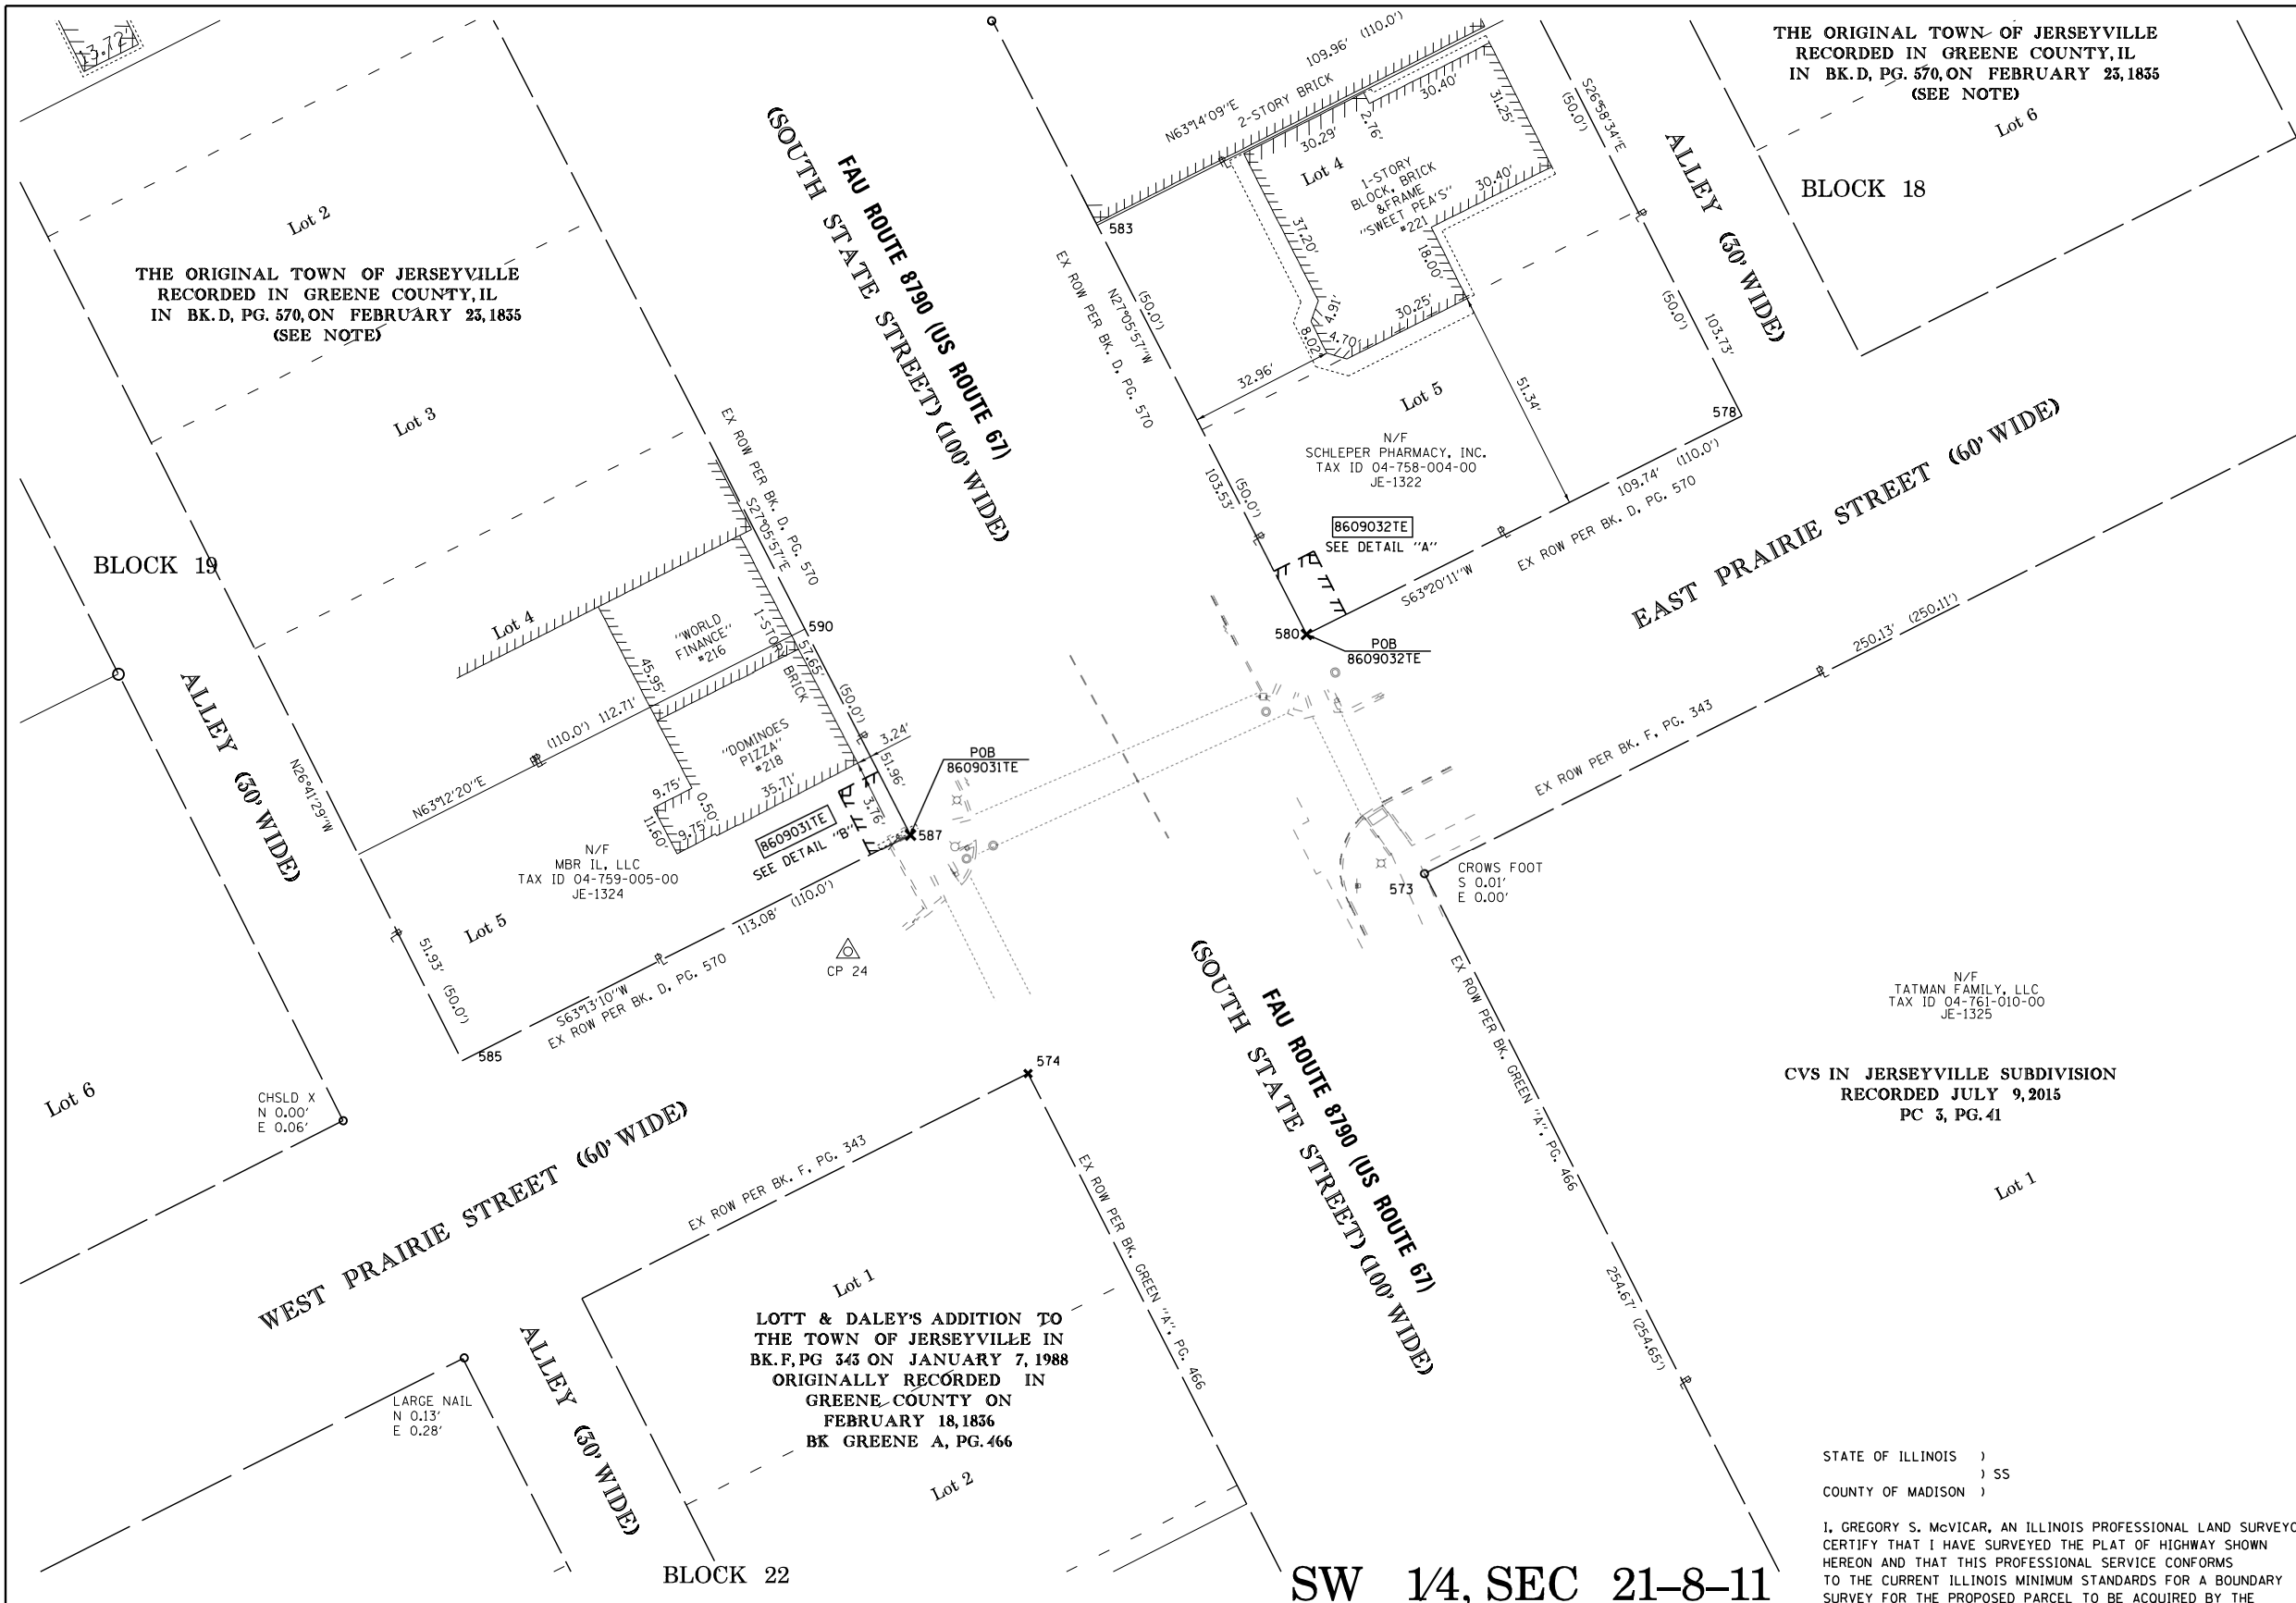 13.72'
THE ORIGINAL TOWN OF JERSEYVILLE
RECORDED IN GREENE COUNTY, IL
IN BK. D, PG. 570, ON FEBRUARY 23, 1835
(SEE NOTE)
Lot 6
BLOCK 18
ALLEY (30' WIDE)
S26°58'34"E
(50.0')
(50.0')
103.73'
578
109.96' (110.0')
N63°14'09"E
2-STORY BRICK
30.29'
2.76'
30.40'
31.25'
Lot 4
1-STORY
BLOCK, BRICK
&FRAME
"SWEET PEA'S"
#221
30.40'
18.00'
37.20'
4.91'
8.02'
4.70'
30.25'
32.96'
51.34'
583
EX ROW PER BK. D, PG. 570
N27°05'57"W
(50.0')
103.53'
(50.0')
Lot 5
N/F
SCHLEPER PHARMACY, INC.
TAX ID 04-758-004-00
JE-1322
8609032TE
SEE DETAIL "A"
109.74' (110.0')
S63°20'11"W
EX ROW PER BK. D, PG. 570
580
POB
8609032TE
EAST PRAIRIE STREET (60' WIDE)
250.13' (250.11')
EX ROW PER BK. F, PG. 343
FAU ROUTE 8790 (US ROUTE 67)
(SOUTH STATE STREET) (100' WIDE)
Lot 2
THE ORIGINAL TOWN OF JERSEYVILLE
RECORDED IN GREENE COUNTY, IL
IN BK. D, PG. 570, ON FEBRUARY 23, 1835
(SEE NOTE)
Lot 3
EX ROW PER BK. D, PG. 570
S27°05'57"E
BLOCK 19
Lot 4
"WORLD
FINANCE"
#216
1-STORY BRICK
590
57.65'
(50.0')
45.95'
(110.0') 112.71'
N63°12'20"E
"DOMINOES
PIZZA"
#218
3.24'
51.96'
9.75'
0.50'
35.71'
11.60'
9.75'
3.76'
8609031TE
SEE DETAIL "B"
POB
8609031TE
587
ALLEY (30' WIDE)
N26°41'29"W
N/F
MBR IL, LLC
TAX ID 04-759-005-00
JE-1324
Lot 5
51.93' (50.0')
113.08' (110.0')
S63°13'10"W
EX ROW PER BK. D, PG. 570
585
CP 24
573
CROWS FOOT
S 0.01'
E 0.00'
N/F
TATMAN FAMILY, LLC
TAX ID 04-761-010-00
JE-1325
CVS IN JERSEYVILLE SUBDIVISION
RECORDED JULY 9, 2015
PC 3, PG. 41
Lot 1
EX ROW PER BK. GREEN "A", PG. 466
254.67' (254.65')
FAU ROUTE 8790 (US ROUTE 67)
(SOUTH STATE STREET) (100' WIDE)
Lot 6
CHSLD X
N 0.00'
E 0.06'
WEST PRAIRIE STREET (60' WIDE)
574
EX ROW PER BK. F, PG. 343
EX ROW PER BK. GREEN "A", PG. 466
Lot 1
LOTT & DALEY'S ADDITION TO
THE TOWN OF JERSEYVILLE IN
BK. F, PG 343 ON JANUARY 7, 1988
ORIGINALLY RECORDED IN
GREENE COUNTY ON
FEBRUARY 18, 1836
BK GREENE A, PG. 466
Lot 2
LARGE NAIL
N 0.13'
E 0.28'
ALLEY (30' WIDE)
BLOCK 22
SW 1/4, SEC 21-8-11
STATE OF ILLINOIS )
) SS
COUNTY OF MADISON )
I, GREGORY S. McVICAR, AN ILLINOIS PROFESSIONAL LAND SURVEYO
CERTIFY THAT I HAVE SURVEYED THE PLAT OF HIGHWAY SHOWN
HEREON AND THAT THIS PROFESSIONAL SERVICE CONFORMS
TO THE CURRENT ILLINOIS MINIMUM STANDARDS FOR A BOUNDARY
SURVEY FOR THE PROPOSED PARCEL TO BE ACQUIRED BY THE